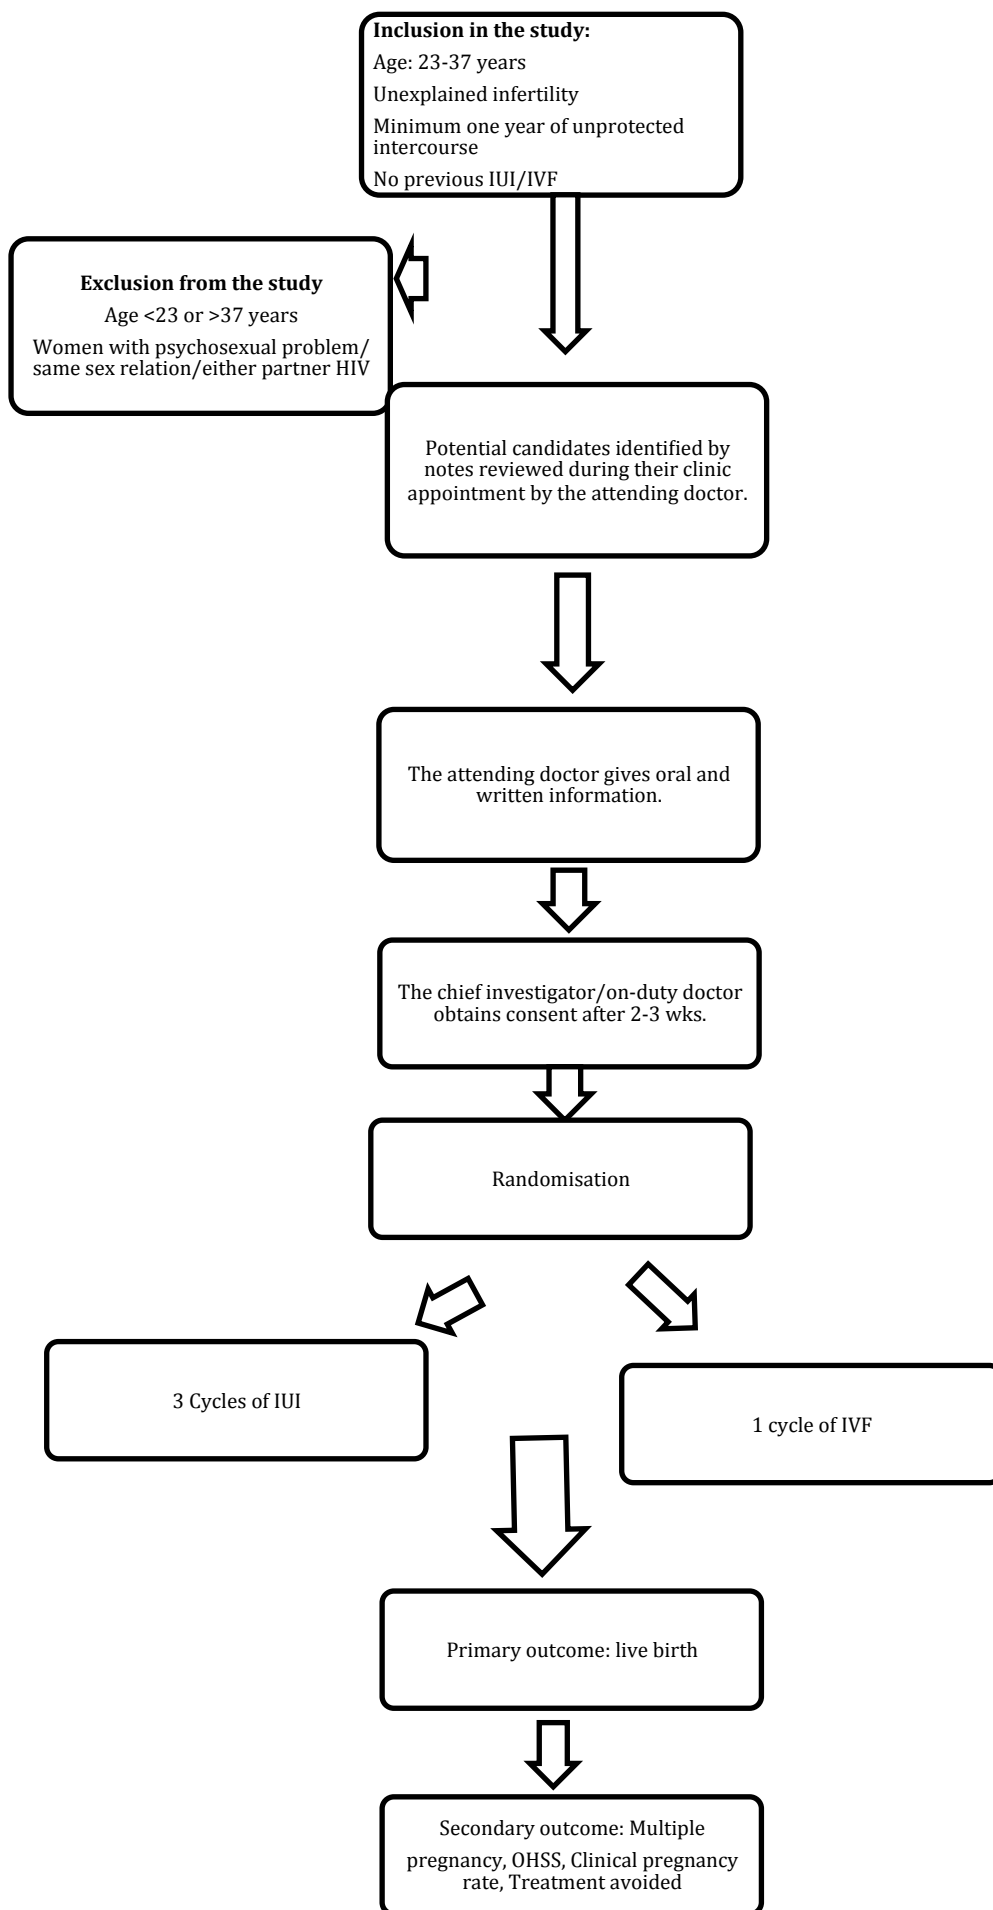 Inclusion in the study:
Age: 23-37 years
Unexplained infertility
Minimum one year of unprotected
intercourse
No previous IUI/IVF
Exclusion from the study
Age <23 or >37 years
Women with psychosexual problem/
same sex relation/either partner HIV
Potential candidates identified by
notes reviewed during their clinic
appointment by the attending doctor.
The attending doctor gives oral and
written information.
The chief investigator/on-duty doctor
obtains consent after 2-3 wks.
Randomisation
3 Cycles of IUI
1 cycle of IVF
Primary outcome: live birth
Secondary outcome: Multiple
pregnancy, OHSS, Clinical pregnancy
rate, Treatment avoided